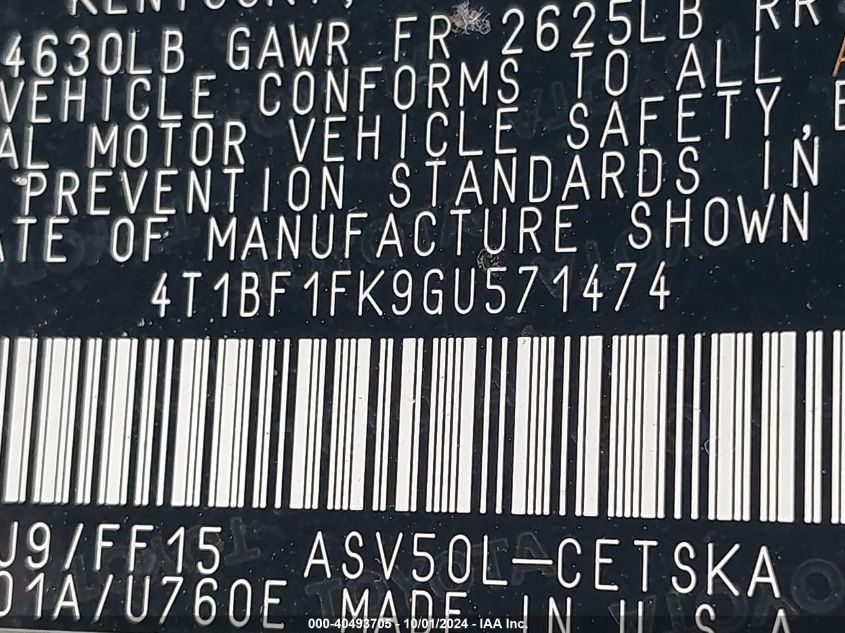 KENTUCKY,
4630LB GAWR FR 2625LB RR
VEHICLE CONFORMS TO ALL
AL MOTOR VEHICLE SAFETY,
PREVENTION STANDARDS IN
ATE OF MANUFACTURE SHOWN
4T1BF1FK9GU571474
J9/FF15 ASV50L-CETSKA
01A/U760E MADE IN U.S.A
000-40493705 - 10/01/2024 - IAA Inc.